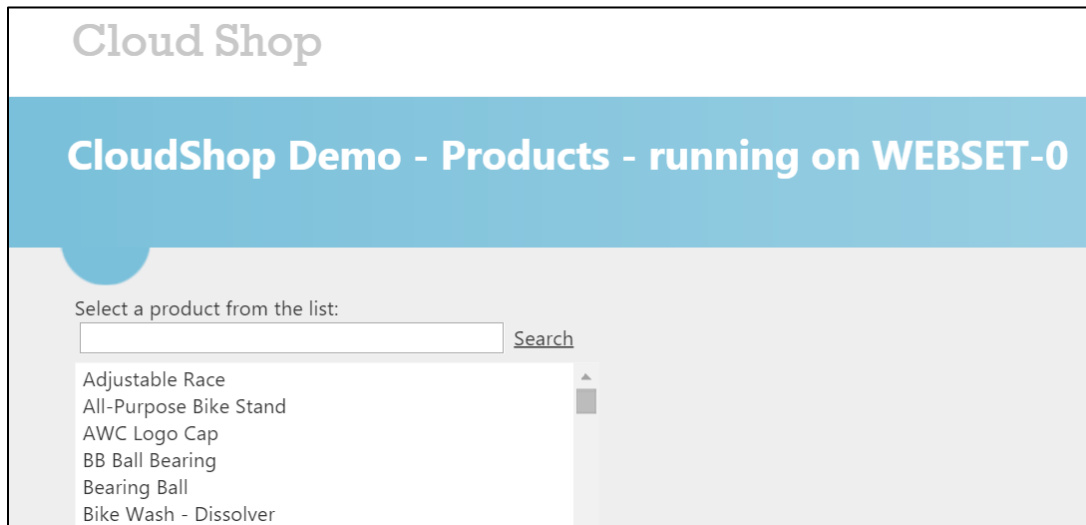 Cloud Shop
CloudShop Demo - Products - running on WEBSET-0
Select a product from the list:
Search
Adjustable Race
All-Purpose Bike Stand
AWC Logo Cap
BB Ball Bearing
Bearing Ball
Bike Wash - Dissolver